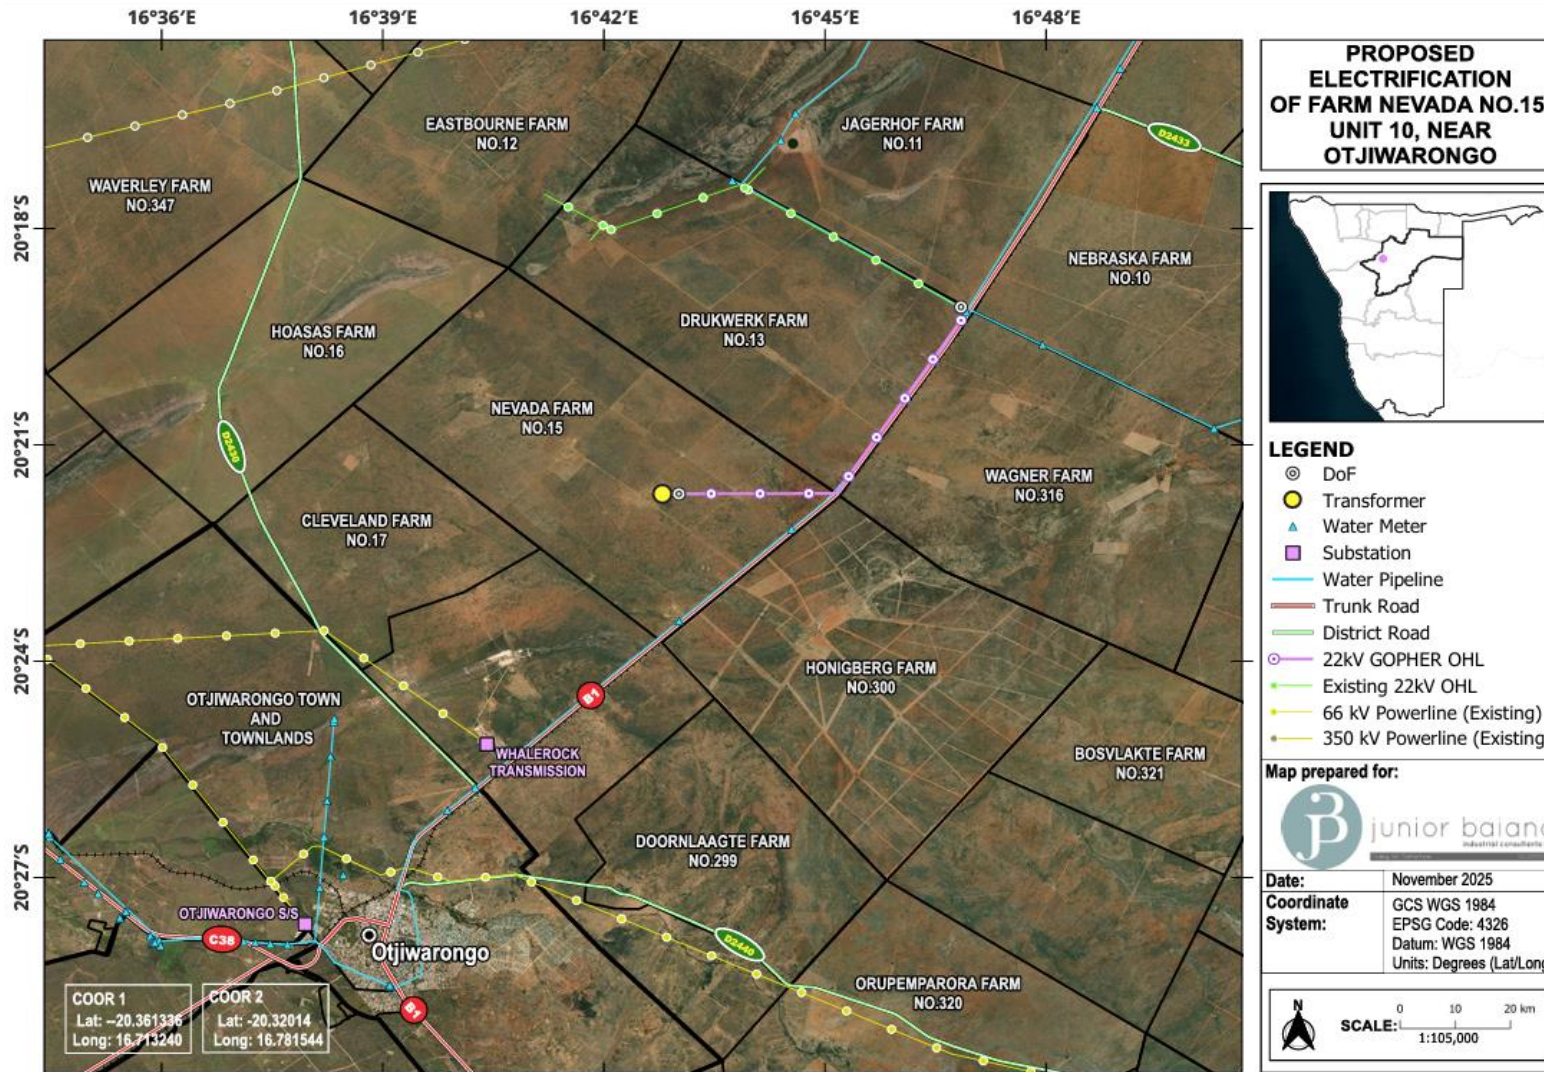 16°36'E 16°39'E 16°42'E 16°45'E 16°48'E
20°18'S
20°21'S
20°24'S
20°27'S
EASTBOURNE FARM
NO.12
JAGERHOF FARM
NO.11
D2433
WAVERLEY FARM
NO.347
NEBRASKA FARM
NO.10
HOASAS FARM
NO.16
DRUKWERK FARM
NO.13
NEVADA FARM
NO.15
D2430
WAGNER FARM
NO.316
CLEVELAND FARM
NO.17
HONIGBERG FARM
NO.300
B1
OTJIWARONGO TOWN
AND
TOWNLANDS
WHALEROCK
TRANSMISSION
BOSVLAKTE FARM
NO.321
DOORNLAAGTE FARM
NO.299
OTJIWARONGO S/S
C38
Otjiwarongo
D2440
ORUPEMPARORA FARM
NO.320
B1
COOR 1
Lat: --20.361336
Long: 16.713240
COOR 2
Lat: -20.32014
Long: 16.781544
PROPOSED
ELECTRIFICATION
OF FARM NEVADA NO.15
UNIT 10, NEAR
OTJIWARONGO
LEGEND
DoF
Transformer
Water Meter
Substation
Water Pipeline
Trunk Road
District Road
22kV GOPHER OHL
Existing 22kV OHL
66 kV Powerline (Existing)
350 kV Powerline (Existing
Map prepared for:
JB
junior baianc
industrial consultants
Date: November 2025
Coordinate System: GCS WGS 1984
EPSG Code: 4326
Datum: WGS 1984
Units: Degrees (Lat/Long
N
SCALE: 0 10 20 km
1:105,000